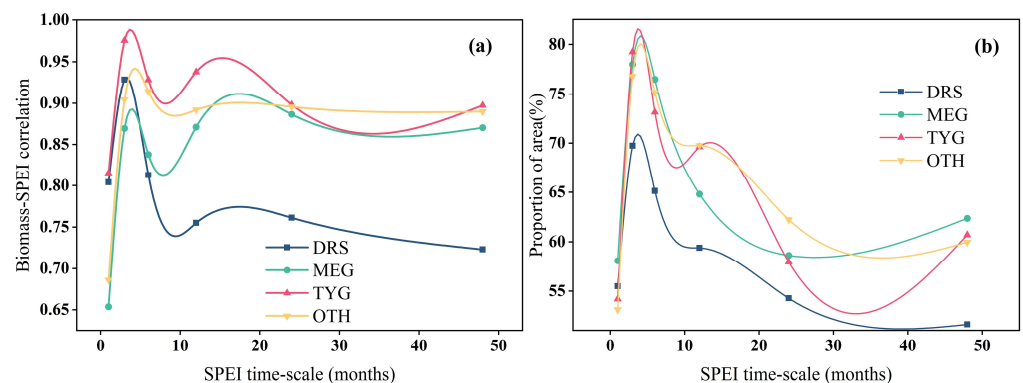 1.00
0.95
0.90
0.85
0.80
0.75
0.70
0.65
Biomass-SPEI correlation
(a)
DRS
MEG
TYG
OTH
0 10 20 30 40 50
SPEI time-scale (months)
80
75
70
65
60
55
Proportion of area(%)
(b)
DRS
MEG
TYG
OTH
0 10 20 30 40 50
SPEI time-scale (months)